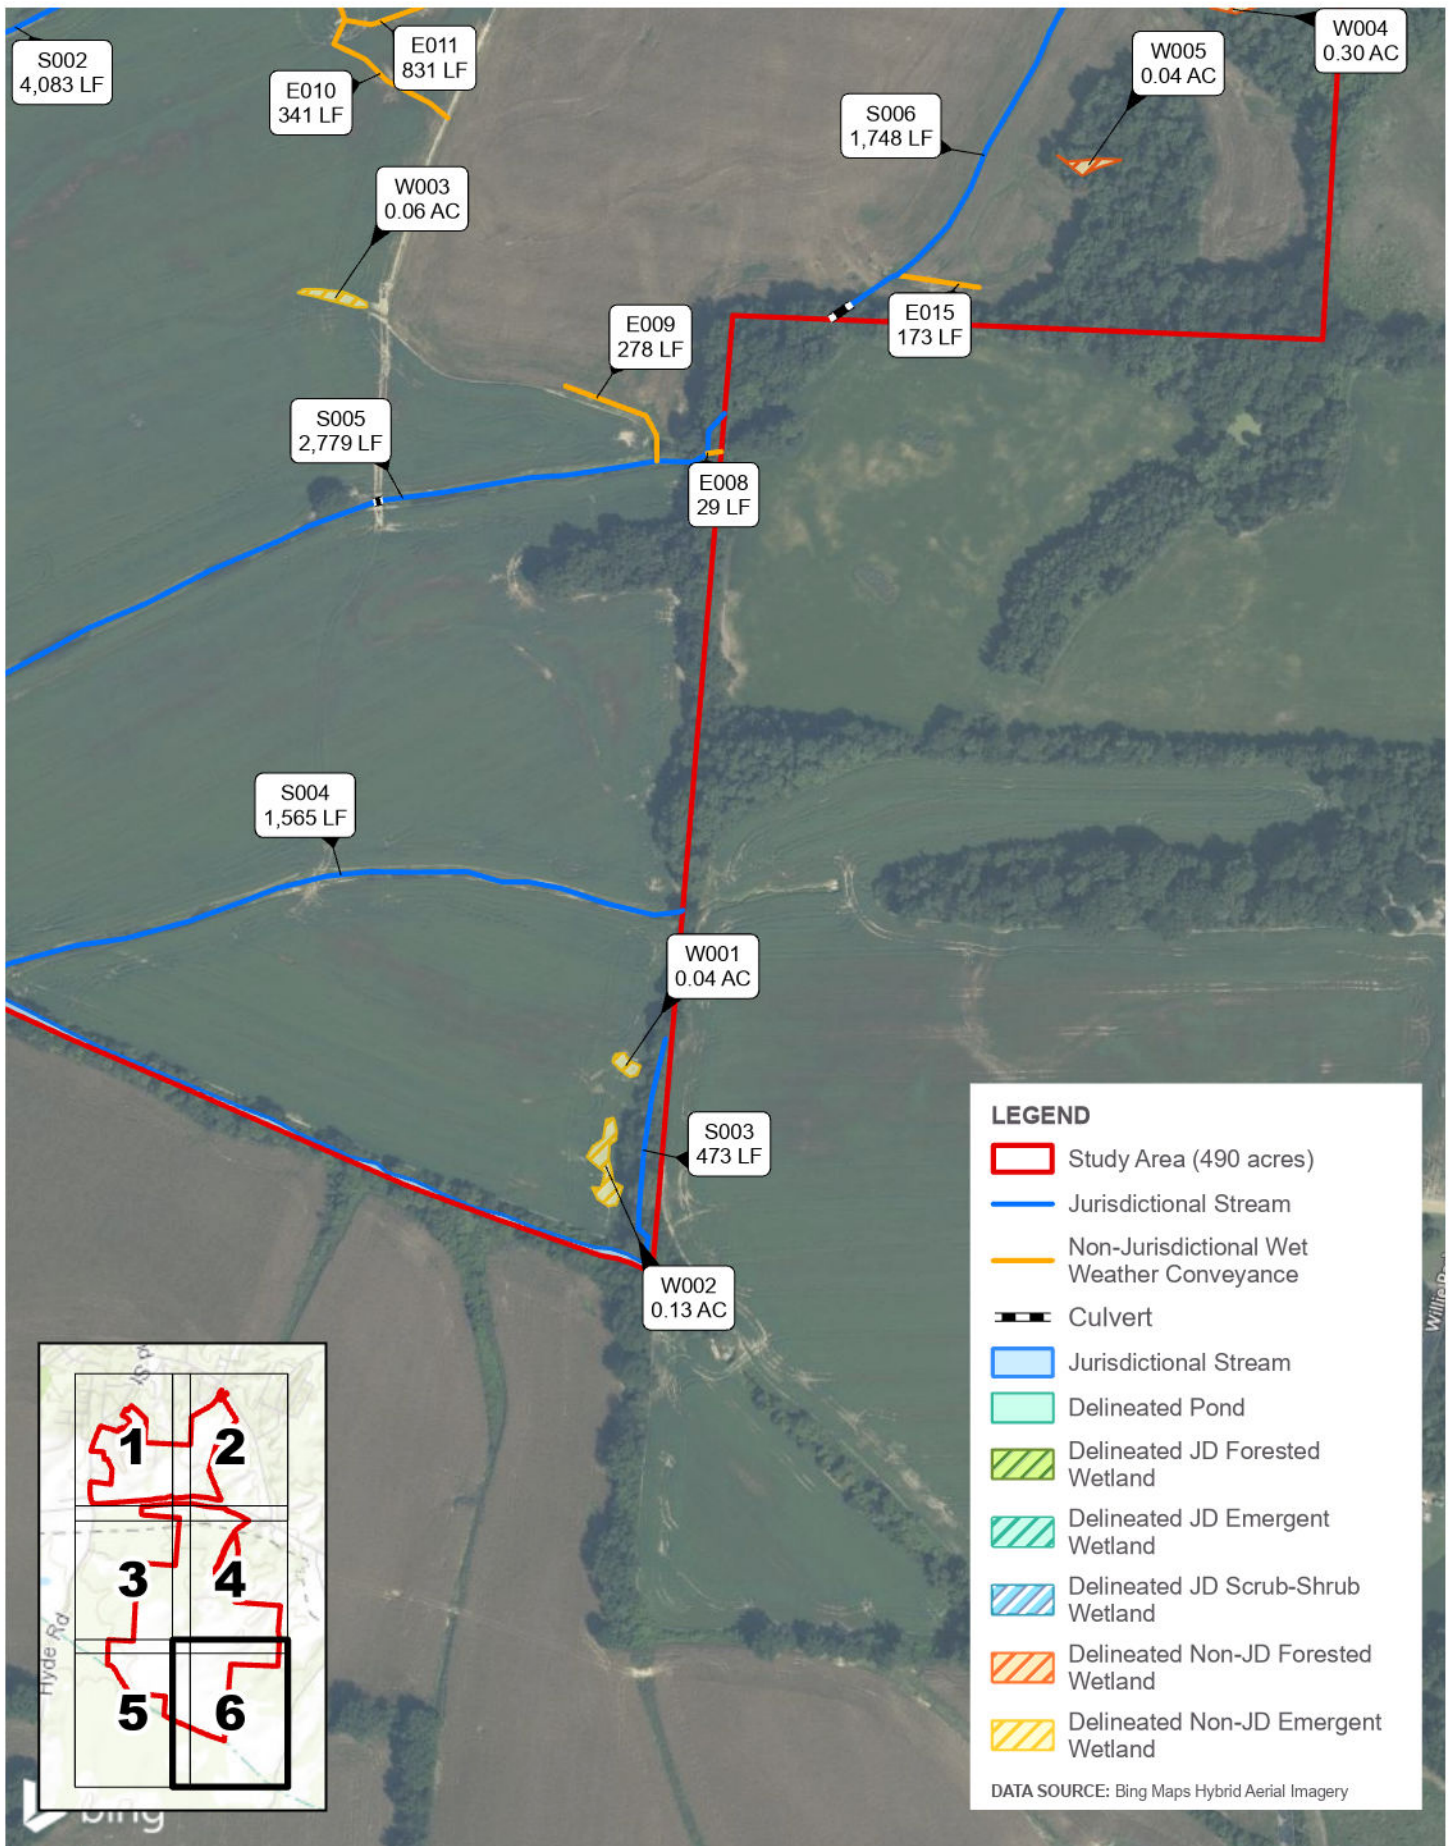 S002
4,083 LF
E011
831 LF
E010
341 LF
W004
0.30 AC
W005
0.04 AC
S006
1,748 LF
W003
0.06 AC
E015
173 LF
E009
278 LF
S005
2,779 LF
E008
29 LF
S004
1,565 LF
W001
0.04 AC
S003
473 LF
W002
0.13 AC
LEGEND
Study Area (490 acres)
Jurisdictional Stream
Non-Jurisdictional Wet
Weather Conveyance
Culvert
Jurisdictional Stream
Delineated Pond
Delineated JD Forested
Wetland
Delineated JD Emergent
Wetland
Delineated JD Scrub-Shrub
Wetland
Delineated Non-JD Forested
Wetland
Delineated Non-JD Emergent
Wetland
DATA SOURCE: Bing Maps Hybrid Aerial Imagery
1
2
3
4
5
6
Hyde Rd
bing